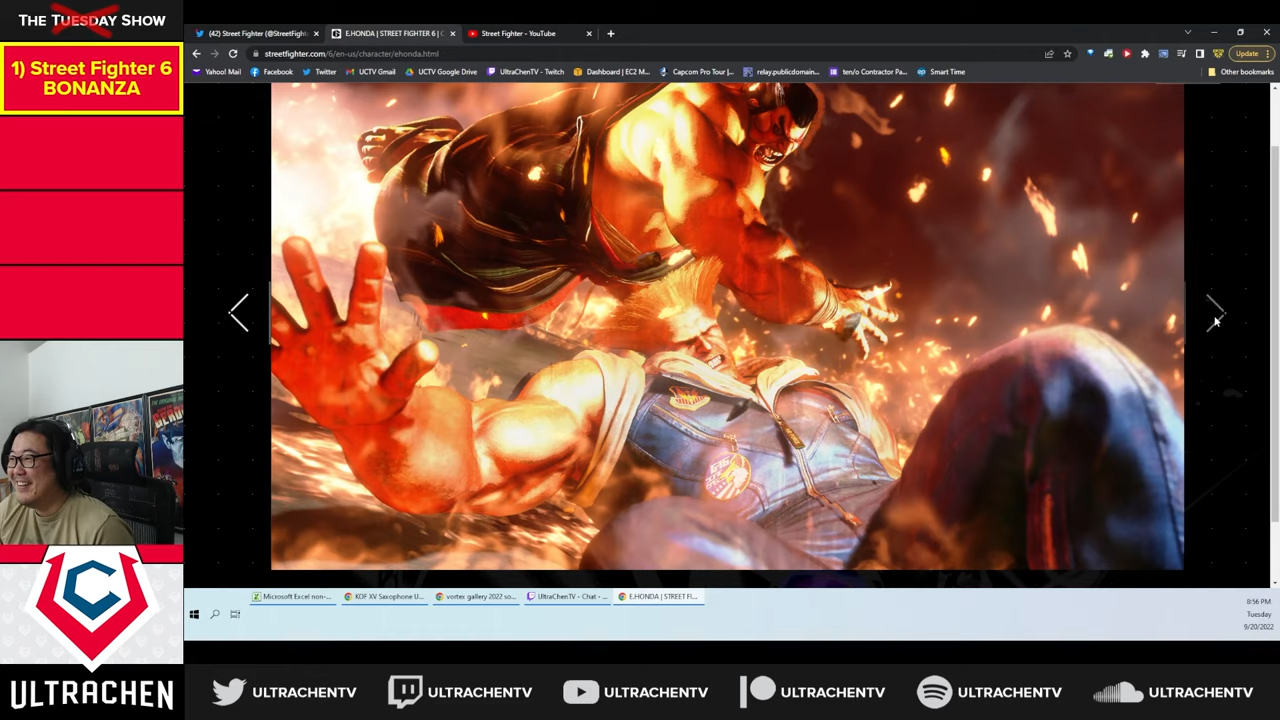 THE TUESDAY SHOW
1) Street Fighter 6
BONANZA
(42) Street Fighter (@StreetFight
E.HONDA | STREET FIGHTER 6 | C
Street Fighter - YouTube
streetfighter.com/6/en-us/character/ehonda.html
Update
Yahoo! Mail
Facebook
Twitter
UCTV Gmail
UCTV Google Drive
UltraChenTV - Twitch
Dashboard | EC2 M...
Capcom Pro Tour |...
relay.publicdomain...
ten/o Contractor Pa...
Smart Time
Other bookmarks
Microsoft Excel non-...
KOF XV Saxophone U...
vortex gallery 2022 so...
UltraChenTV - Chat - ...
E.HONDA | STREET FI...
8:56 PM
Tuesday
9/20/2022
ULTRACHEN
ULTRACHENTV
ULTRACHENTV
ULTRACHENTV
ULTRACHENTV
ULTRACHENTV
ULTRACHENTV